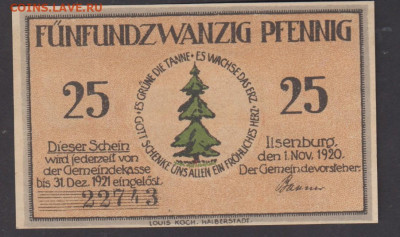 COINS.LAVE.RU
FÜNFUNDZWANZIG PFENNIG
25
ES GRÜNE DIE TANNE • ES WACHSE DAS ERZ • GOTT SCHENKE UNS ALLEN EIN FRÖHLICHES HERZ •
25
Dieser Schein
wird jederzeit von
der Gemeindekasse
bis 31. Dez. 1921 eingelöst.
22743
Ilsenburg,
den 1. Nov. 1920.
Der Gemeindevorsteher:
LOUIS KOCH, HALBERSTADT.